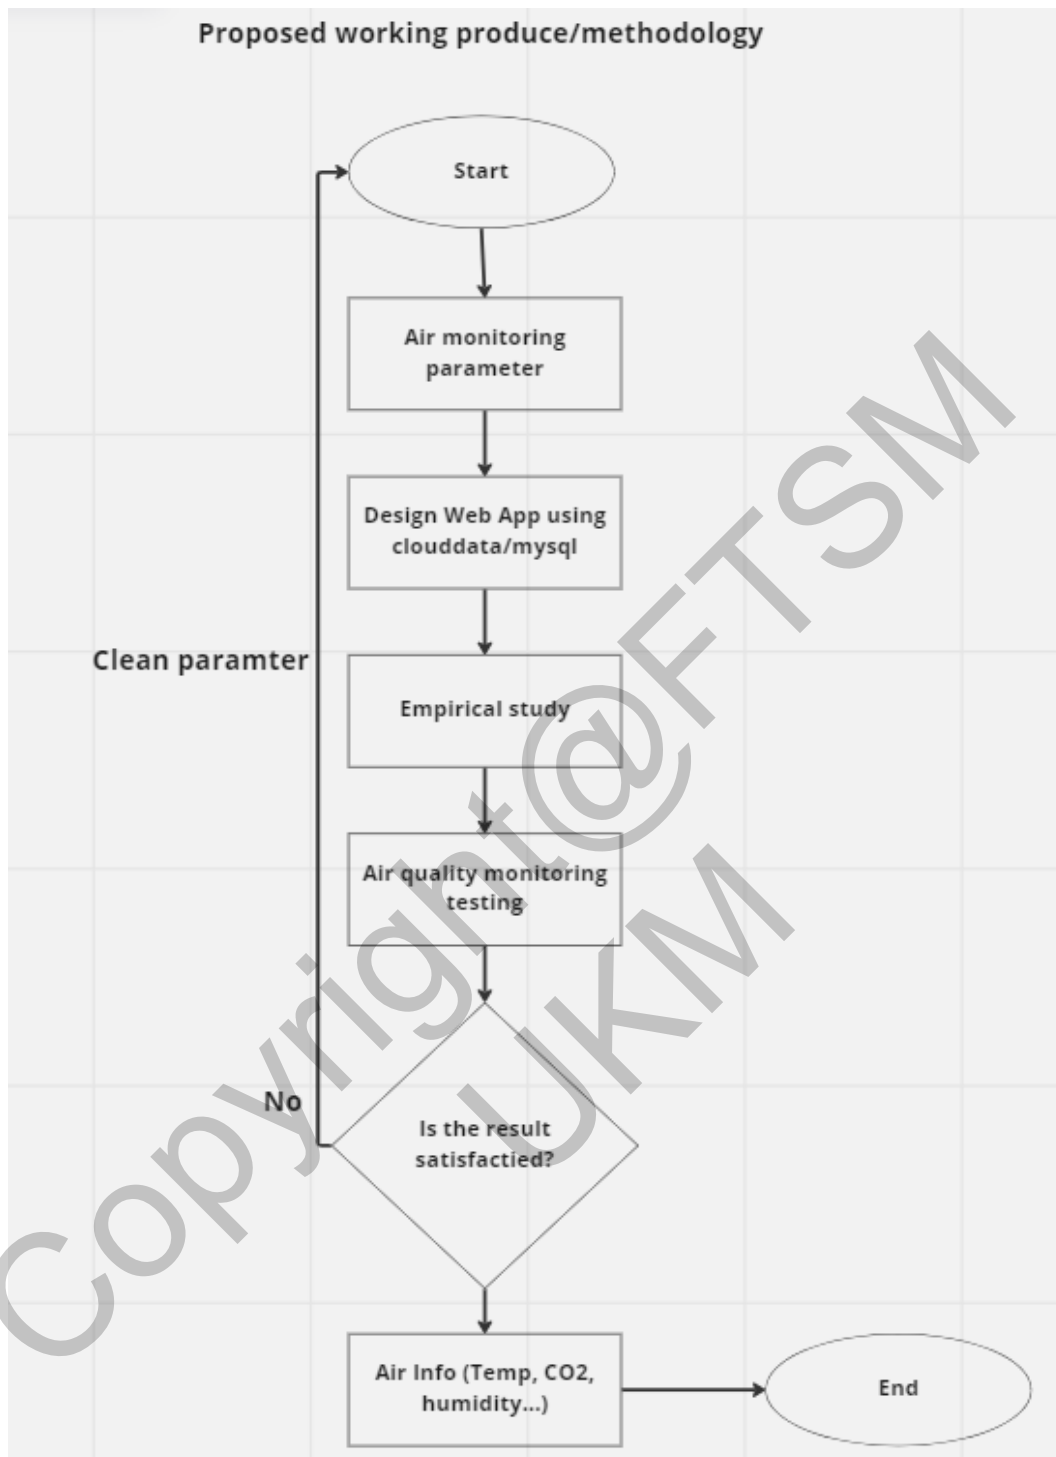 Proposed working produce/methodology
Start
Air monitoring
parameter
Design Web App using
clouddata/mysql
Clean paramter
Empirical study
Air quality monitoring
testing
No
Is the result
satisfactied?
Air Info (Temp, CO2,
humidity...)
End
Copyright@FTSM
UKM